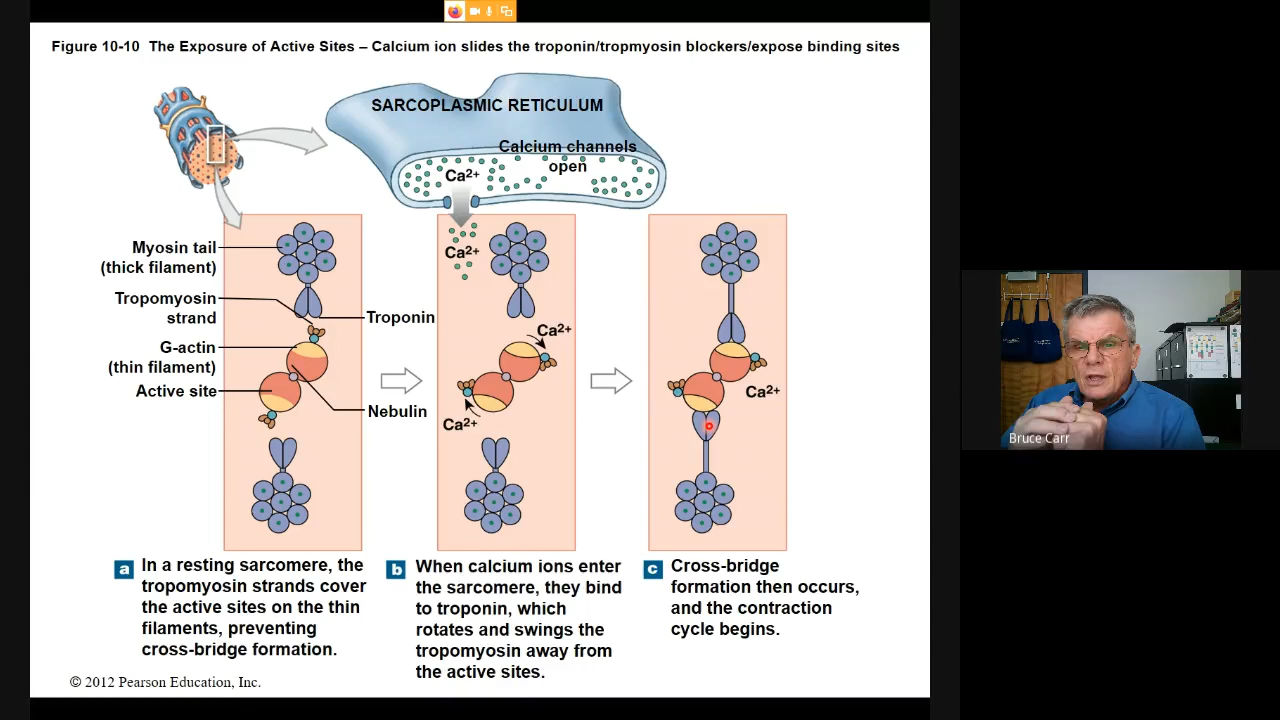 Figure 10-10 The Exposure of Active Sites – Calcium ion slides the troponin/tropmyosin blockers/expose binding sites
SARCOPLASMIC RETICULUM
Calcium channels
open
Ca2+
Ca2+
Myosin tail
(thick filament)
Tropomyosin
strand
Troponin
G-actin
(thin filament)
Active site
Nebulin
Ca2+
Ca2+
Ca2+
a In a resting sarcomere, the
tropomyosin strands cover
the active sites on the thin
filaments, preventing
cross-bridge formation.
b When calcium ions enter
the sarcomere, they bind
to troponin, which
rotates and swings the
tropomyosin away from
the active sites.
c Cross-bridge
formation then occurs,
and the contraction
cycle begins.
© 2012 Pearson Education, Inc.
Bruce Carr